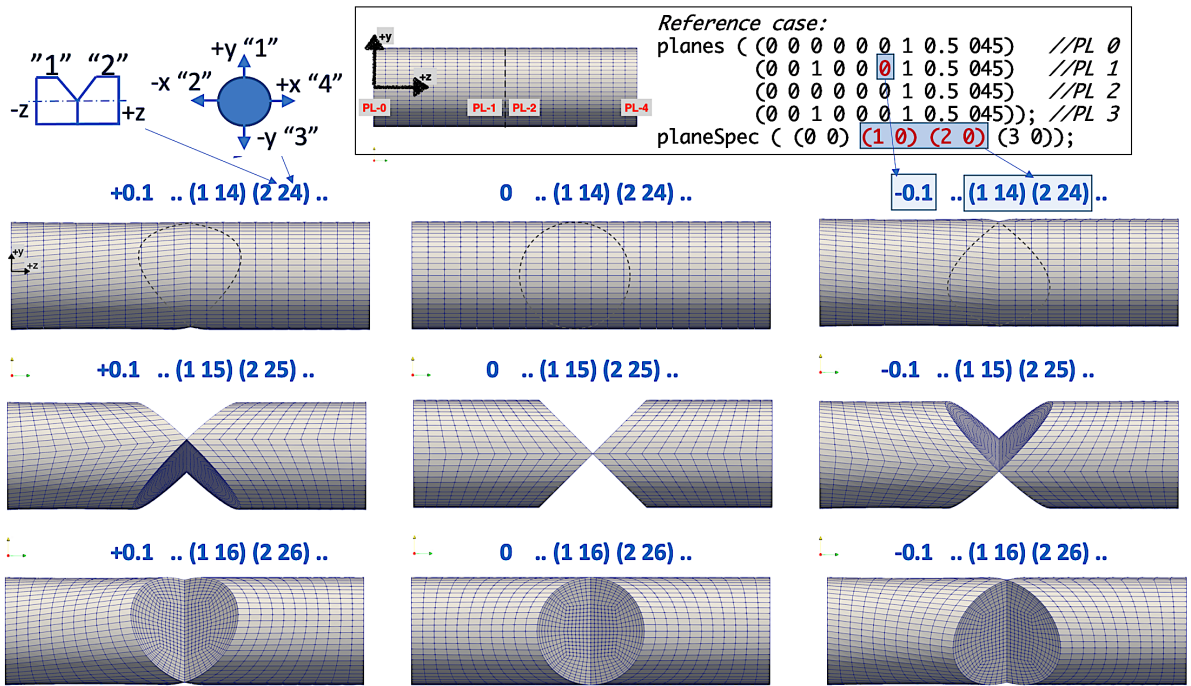 Reference case:
planes ( (0 0 0 0 0 0 1 0.5 045) //PL 0
(0 0 1 0 0 0 1 0.5 045) //PL 1
(0 0 0 0 0 0 1 0.5 045) //PL 2
(0 0 1 0 0 0 1 0.5 045)); //PL 3
planeSpec ( (0 0) (1 0) (2 0) (3 0));
+y
+z
PL-0
PL-1
PL-2
PL-4
”1” “2”
-z
+z
+y “1”
-x “2”
+x “4”
-y “3”
+0.1 .. (1 14) (2 24) ..
0 .. (1 14) (2 24) ..
-0.1 .. (1 14) (2 24) ..
+y
+z
+0.1 .. (1 15) (2 25) ..
0 .. (1 15) (2 25) ..
-0.1 .. (1 15) (2 25) ..
+0.1 .. (1 16) (2 26) ..
0 .. (1 16) (2 26) ..
-0.1 .. (1 16) (2 26) ..